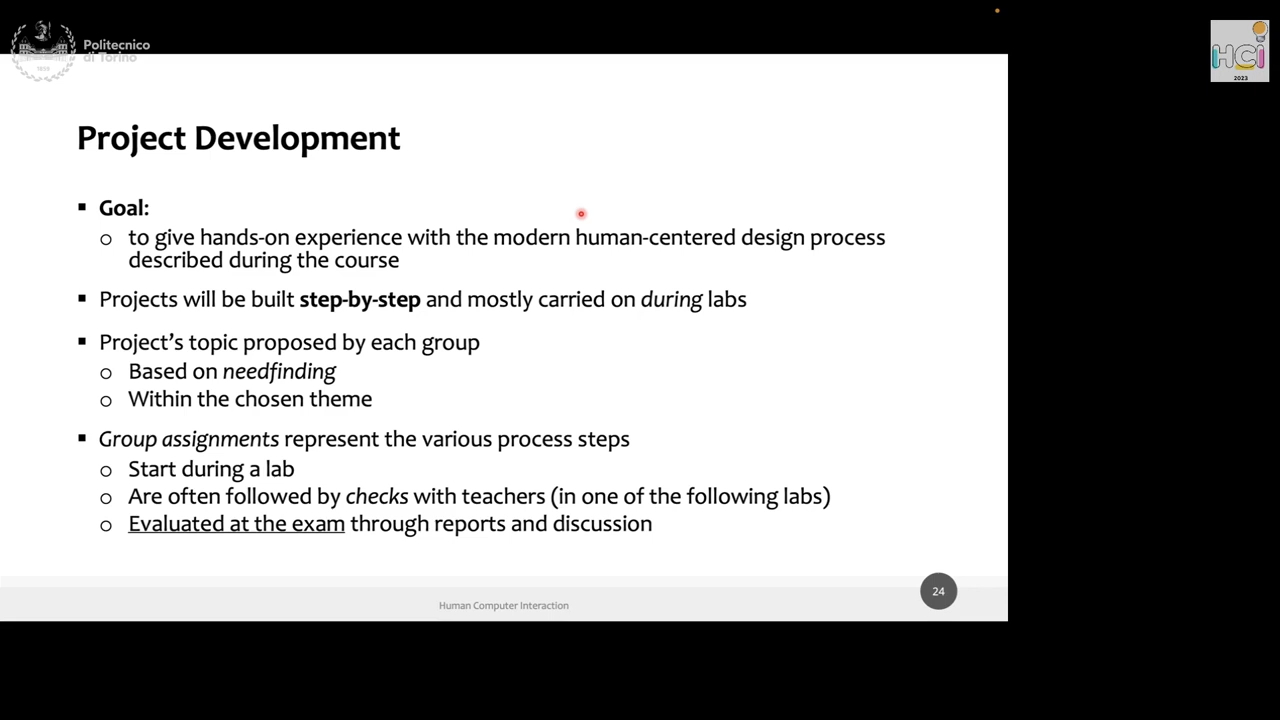 Politecnico
di Torino
1859
HCI
2023
Project Development
▪ Goal:
o to give hands-on experience with the modern human-centered design process
described during the course
▪ Projects will be built step-by-step and mostly carried on during labs
▪ Project’s topic proposed by each group
o Based on needfinding
o Within the chosen theme
▪ Group assignments represent the various process steps
o Start during a lab
o Are often followed by checks with teachers (in one of the following labs)
o Evaluated at the exam through reports and discussion
Human Computer Interaction
24